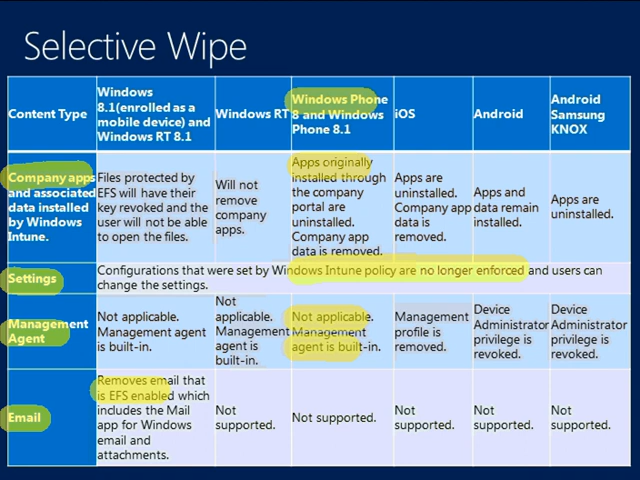 Selective Wipe
Content Type
Windows
8.1(enrolled as a
mobile device) and
Windows RT 8.1
Windows RT
Windows Phone
8 and Windows
Phone 8.1
iOS
Android
Android
Samsung
KNOX
Company apps
and associated
data installed
by Windows
Intune.
Files protected by
EFS will have their
key revoked and the
user will not be able
to open the files.
Will not
remove
company
apps.
Apps originally
installed through
the company
portal are
uninstalled.
Company app
data is removed.
Apps are
uninstalled.
Company app
data is
removed.
Apps and
data remain
installed.
Apps are
uninstalled.
Settings
Configurations that were set by Windows Intune policy are no longer enforced and users can
change the settings.
Management
Agent
Not applicable.
Management agent
is built-in.
Not
applicable.
Management
agent is
built-in.
Not applicable.
Management
agent is built-in.
Management
profile is
removed.
Device
Administrator
privilege is
revoked.
Device
Administrator
privilege is
revoked.
Email
Removes email that
is EFS enabled which
includes the Mail
app for Windows
email and
attachments.
Not
supported.
Not supported.
Not
supported.
Not
supported.
Not
supported.